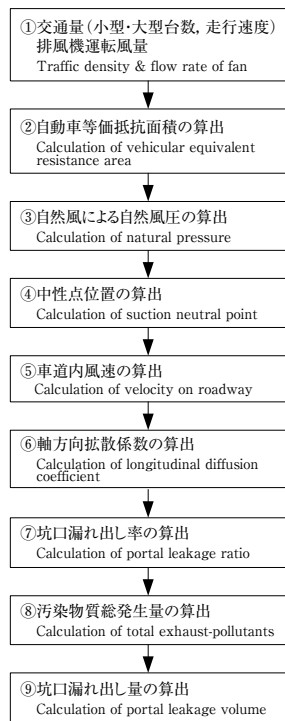 ①交通量(小型・大型台数, 走行速度)
排風機運転風量
Traffic density & flow rate of fan
②自動車等価抵抗面積の算出
Calculation of vehicular equivalent
resistance area
③自然風による自然風圧の算出
Calculation of natural pressure
④中性点位置の算出
Calculation of suction neutral point
⑤車道内風速の算出
Calculation of velocity on roadway
⑥軸方向拡散係数の算出
Calculation of longitudinal diffusion
coefficient
⑦坑口漏れ出し率の算出
Calculation of portal leakage ratio
⑧汚染物質総発生量の算出
Calculation of total exhaust-pollutants
⑨坑口漏れ出し量の算出
Calculation of portal leakage volume